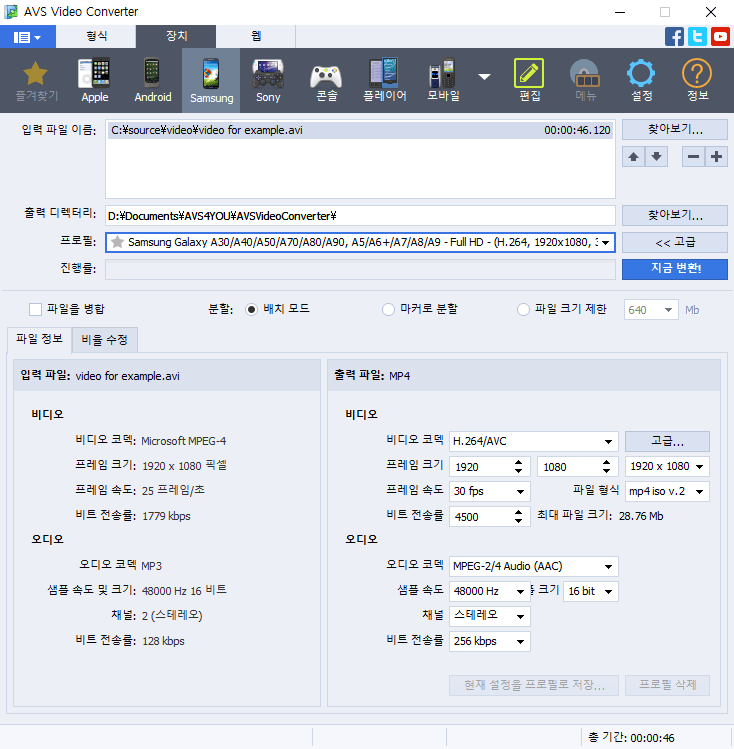 AVS Video Converter
형식 장치 웹
즐겨찾기 Apple Android Samsung Sony 콘솔 플레이어 모바일 편집 메뉴 설정 정보
입력 파일 이름: C:₩source₩video₩video for example.avi 00:00:46.120 찾아보기...
출력 디렉터리: D:₩Documents₩AVS4YOU₩AVSVideoConverter₩ 찾아보기...
프로필: Samsung Galaxy A30/A40/A50/A70/A80/A90, A5/A6+/A7/A8/A9 - Full HD - (H.264, 1920x1080, << 고급
진행률: 지금 변환!
파일을 병합 분할: 배치 모드 마커로 분할 파일 크기 제한 640 Mb
파일 정보 비율 수정
입력 파일: video for example.avi
비디오
비디오 코덱: Microsoft MPEG-4
프레임 크기: 1920 x 1080 픽셀
프레임 속도: 25 프레임/초
비트 전송률: 1779 kbps
오디오
오디오 코덱 MP3
샘플 속도 및 크기: 48000 Hz 16 비트
채널: 2 (스테레오)
비트 전송률: 128 kbps
출력 파일: MP4
비디오
비디오 코덱 H.264/AVC 고급...
프레임 크기 1920 1080 1920 x 1080
프레임 속도 30 fps 파일 형식 mp4 iso v.2
비트 전송률 4500 최대 파일 크기: 28.76 Mb
오디오
오디오 코덱 MPEG-2/4 Audio (AAC)
샘플 속도 48000 Hz 크기 16 bit
채널 스테레오
비트 전송률 256 kbps
현재 설정을 프로필로 저장... 프로필 삭제
총 기간: 00:00:46